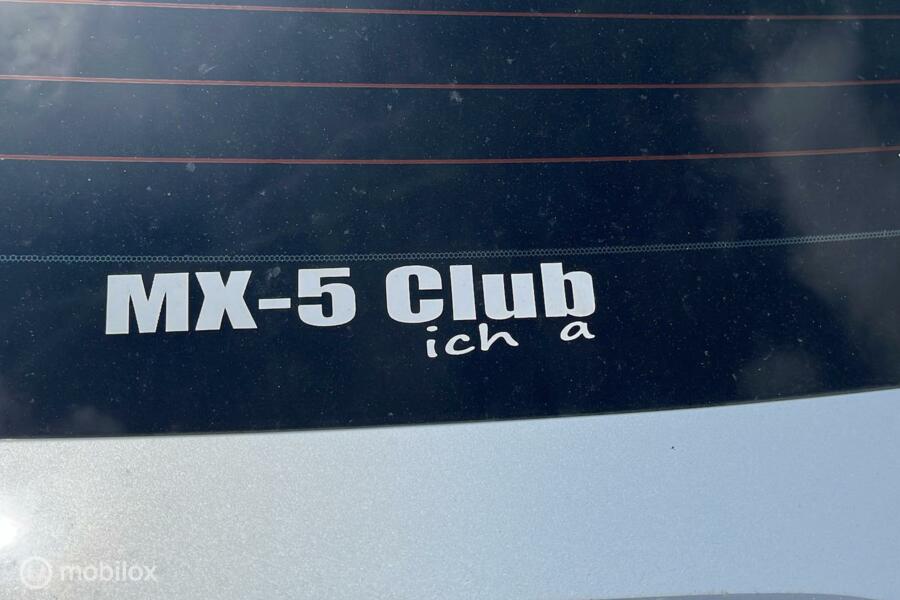 MX-5 Club
ich a
mobilox